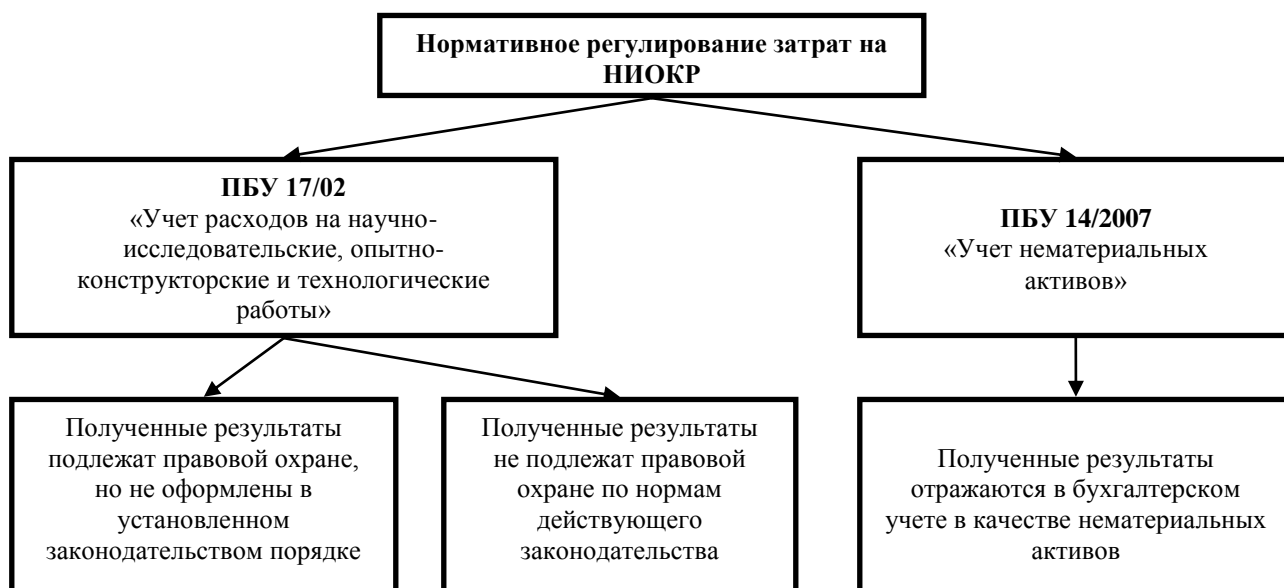 Нормативное регулирование затрат на
НИОКР
ПБУ 17/02
«Учет расходов на научно-
исследовательские, опытно-
конструкторские и технологические
работы»
ПБУ 14/2007
«Учет нематериальных
активов»
Полученные результаты
подлежат правовой охране,
но не оформлены в
установленном
законодательством порядке
Полученные результаты
не подлежат правовой
охране по нормам
действующего
законодательства
Полученные результаты
отражаются в бухгалтерском
учете в качестве нематериальных
активов